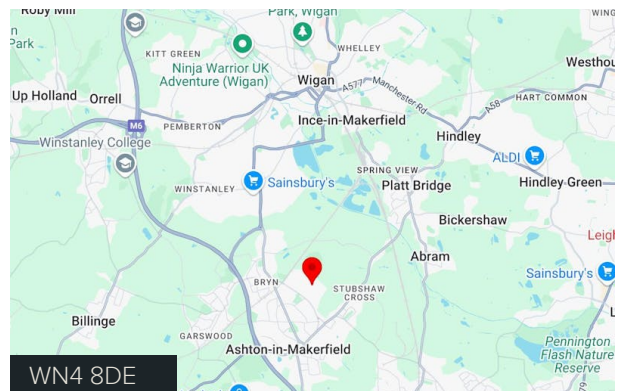 Roby Mill
Park, Wigan
WING
n
Park
KITT GREEN
WHELLEY
Ninja Warrior UK
Adventure (Wigan)
Wigan
Westhou
Up Holland
Orrell
A577
Manchester Rd
A58
HART COMMON
M6
PEMBERTON
Ince-in-Makerfield
Hindley
Winstanley College
ALDI
SPRING VIEW
WINSTANLEY
Sainsbury's
Platt Bridge
Hindley Green
Bickershaw
Leigh
Abram
Sainsbury's
BRYN
STUBSHAW
CROSS
Billinge
L
GARSWOOD
Ashton-in-Makerfield
Pennington
Flash Nature
Reserve
WN4 8DE